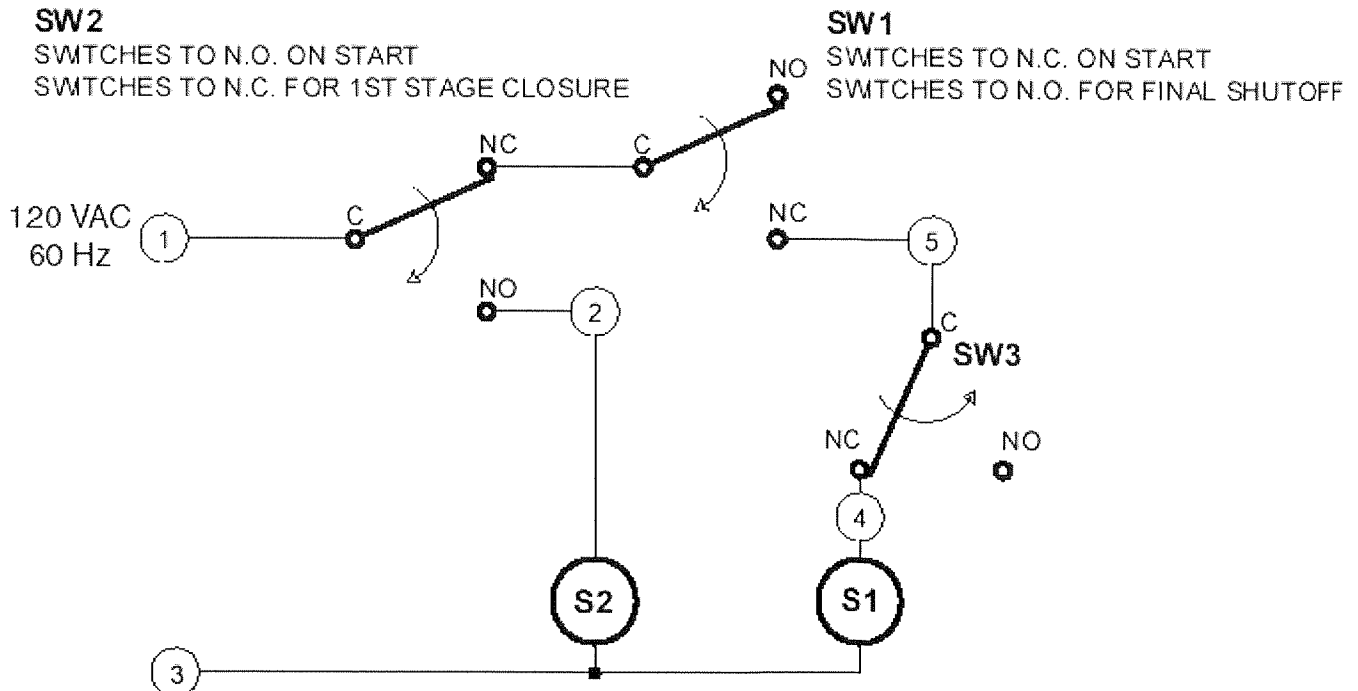 SW2
SWITCHES TO N.O. ON START
SWITCHES TO N.C. FOR 1ST STAGE CLOSURE
SW1
SWITCHES TO N.C. ON START
SWITCHES TO N.O. FOR FINAL SHUTOFF
NO
NC
C
C
120 VAC
60 Hz
1
NC
5
NO
2
C
SW3
NC
NO
4
S2
S1
3